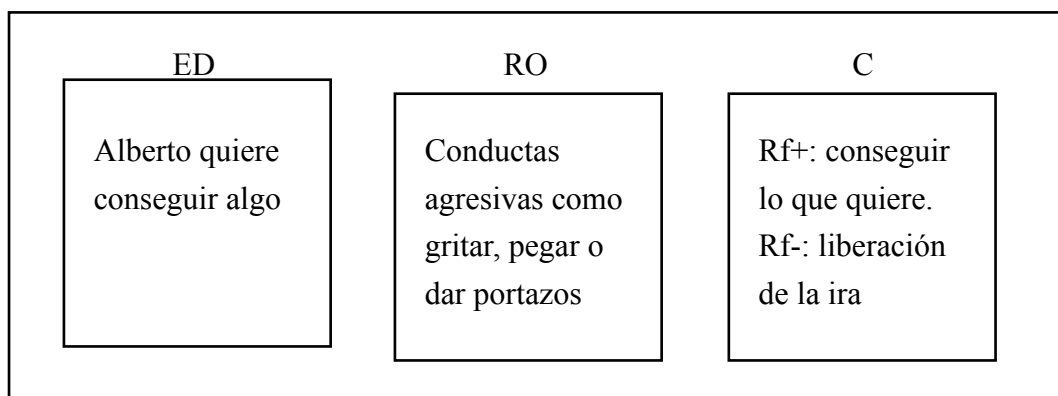 ED
RO
C
Alberto quiere
conseguir algo
Conductas
agresivas como
gritar, pegar o
dar portazos
Rf+: conseguir
lo que quiere.
Rf-: liberación
de la ira